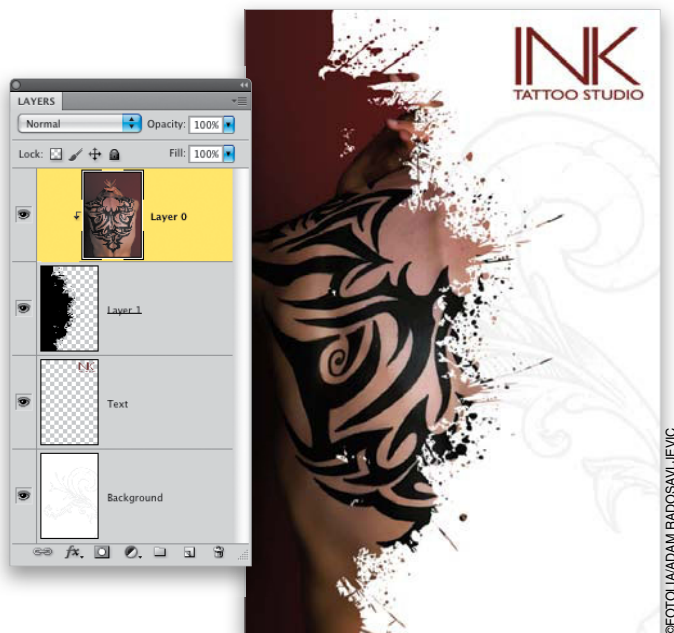 LAYERS
Normal
Opacity: 100%
Lock:
Fill: 100%
Layer 0
Layer 1
INK
Text
Background
INK
TATTOO STUDIO
©FOTOLIA/ADAM RADOSAVLJEVIC